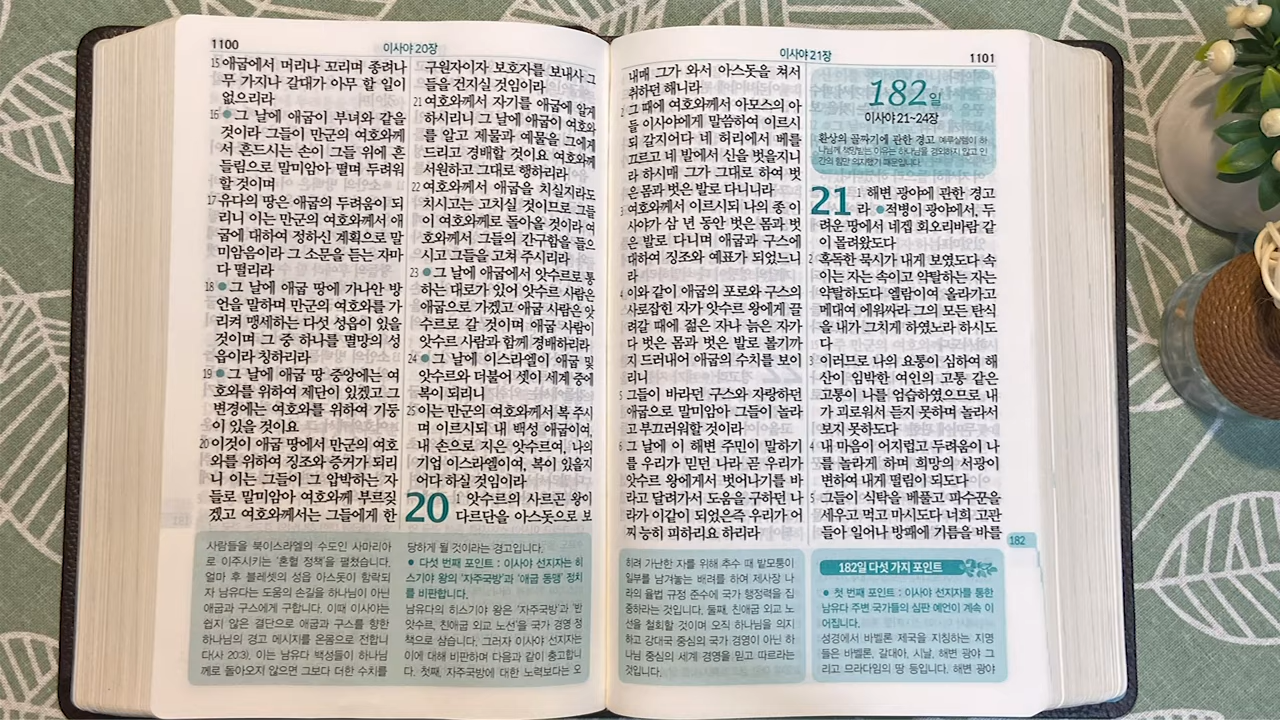 1100
이사야 20장
15 애굽에서 머리나 꼬리며 종려나
무 가지나 갈대가 아무 할 일이
없으리라
16 ● 그 날에 애굽이 부녀와 같을
것이라 그들이 만군의 여호와께
서 흔드시는 손이 그들 위에 흔
들림으로 말미암아 떨며 두려워
할 것이며
17 유다의 땅은 애굽의 두려움이 되
리니 이는 만군의 여호와께서 애
굽에 대하여 정하신 계획으로 말
미암음이라 그 소문을 듣는 자마
다 떨리라
18 ● 그 날에 애굽 땅에 가나안 방
언을 말하며 만군의 여호와를 가
리켜 맹세하는 다섯 성읍이 있을
것이며 그 중 하나를 멸망의 성
읍이라 칭하리라
19 ● 그 날에 애굽 땅 중앙에는 여
호와를 위하여 제단이 있겠고 그
변경에는 여호와를 위하여 기둥
이 있을 것이요
20 이것이 애굽 땅에서 만군의 여호
와를 위하여 징조와 증거가 되리
니 이는 그들이 그 압박하는 자
들로 말미암아 여호와께 부르짖
겠고 여호와께서는 그들에게 한
구원자이자 보호자를 보내사 그
들을 건지실 것임이라
21 여호와께서 자기를 애굽에 알게
하시리니 그 날에 애굽이 여호와
를 알고 제물과 예물을 그에게
드리고 경배할 것이요 여호와께
서원하고 그대로 행하리라
22 여호와께서 애굽을 치실지라도
치시고는 고치실 것이므로 그들
이 여호와께로 돌아올 것이라 여
호와께서 그들의 간구함을 들으
시고 그들을 고쳐 주시리라
23 ● 그 날에 애굽에서 앗수르로 통
하는 대로가 있어 앗수르 사람은
애굽으로 가겠고 애굽 사람은 앗
수르로 갈 것이며 애굽 사람이
앗수르 사람과 함께 경배하리라
24 ● 그 날에 이스라엘이 애굽 및
앗수르와 더불어 셋이 세계 중에
복이 되리니
25 이는 만군의 여호와께서 복 주시
며 이르시되 내 백성 애굽이여,
내 손으로 지은 앗수르여, 나의
기업 이스라엘이여, 복이 있을지
어다 하실 것임이라
20 1 앗수르의 사르곤 왕이
다르단을 아스돗으로 보
사람들을 북이스라엘의 수도인 사마리아
로 이주시키는 '혼혈 정책'을 펼쳤습니다.
얼마 후 블레셋의 성읍 아스돗이 함락되
자 남유다는 도움의 손길을 하나님이 아닌
애굽과 구스에게 구합니다. 이때 이사야는
쉽지 않은 결단으로 애굽과 구스를 향한
하나님의 경고 메시지를 온몸으로 전합니
다(사 20:3). 이는 남유다 백성들이 하나님
께로 돌아오지 않으면 그보다 더한 수치를
당하게 될 것이라는 경고입니다.
● 다섯 번째 포인트 : 이사야 선지자는 히
스기야 왕의 '자주국방'과 '애굽 동맹' 정치
를 비판합니다.
남유다의 히스기야 왕은 '자주국방'과 '반
앗수르, 친애굽 외교 노선'을 국가 경영 정
책으로 삼습니다. 그러자 이사야 선지자는
이에 대해 비판하며 다음과 같이 충고합니
다. 첫째, 자주국방에 대한 노력보다는 오
이사야 21장
1101
내매 그가 와서 아스돗을 쳐서
취하던 해니라
2 그 때에 여호와께서 아모스의 아
들 이사야에게 말씀하여 이르시
되 갈지어다 네 허리에서 베를
끄르고 네 발에서 신을 벗을지니
라 하시매 그가 그대로 하여 벗
은 몸과 벗은 발로 다니니라
3 여호와께서 이르시되 나의 종 이
사야가 삼 년 동안 벗은 몸과 벗
은 발로 다니며 애굽과 구스에
대하여 징조와 예표가 되었느니
라
4 이와 같이 애굽의 포로와 구스의
사로잡힌 자가 앗수르 왕에게 끌
려갈 때에 젊은 자나 늙은 자가
다 벗은 몸과 벗은 발로 볼기까
지 드러내어 애굽의 수치를 보이
리니
5 그들이 바라던 구스와 자랑하던
애굽으로 말미암아 그들이 놀라
고 부끄러워할 것이라
6 그 날에 이 해변 주민이 말하기
를 우리가 믿던 나라 곧 우리가
앗수르 왕에게서 벗어나기를 바
라고 달려가서 도움을 구하던 나
라가 이같이 되었은즉 우리가 어
찌 능히 피하리요 하리라
182일
이사야 21~24장
환상의 골짜기에 관한 경고 예루살렘이 하
나님께 책망받는 이유는 하나님을 경외하지 않고 인
간의 힘만 의지했기 때문입니다.
21 1 해변 광야에 관한 경고
라 ● 적병이 광야에서, 두
려운 땅에서 네겝 회오리바람 같
이 몰려왔도다
2 혹독한 묵시가 내게 보였도다 속
이는 자는 속이고 약탈하는 자는
약탈하도다 엘람이여 올라가고
메대여 에워싸라 그의 모든 탄식
을 내가 그치게 하였노라 하시도
다
3 이러므로 나의 요통이 심하여 해
산이 임박한 여인의 고통 같은
고통이 나를 엄습하였으므로 내
가 괴로워서 듣지 못하며 놀라서
보지 못하도다
4 내 마음이 어지럽고 두려움이 나
를 놀라게 하며 희망의 서광이
변하여 내게 떨림이 되도다
5 그들이 식탁을 베풀고 파수꾼을
세우고 먹고 마시도다 너희 고관
들아 일어나 방패에 기름을 바를
182
히려 가난한 자를 위해 추수 때 밭모퉁이
일부를 남겨놓는 배려를 하여 제사장 나
라의 율법 규정 준수에 국가 행정력을 집
중하라는 것입니다. 둘째, 친애굽 외교 노
선을 철회할 것이며 오직 하나님을 의지
하고 강대국 중심의 국가 경영이 아닌 하
나님 중심의 세계 경영을 믿고 따르라는
것입니다.
182일 다섯 가지 포인트
● 첫 번째 포인트 : 이사야 선지자를 통한
남유다 주변 국가들의 심판 예언이 계속 이
어집니다.
성경에서 바벨론 제국을 지칭하는 지명
들은 바벨론, 갈대아, 시날, 해변 광야 그
리고 므라다임의 땅 등입니다. '해변 광야